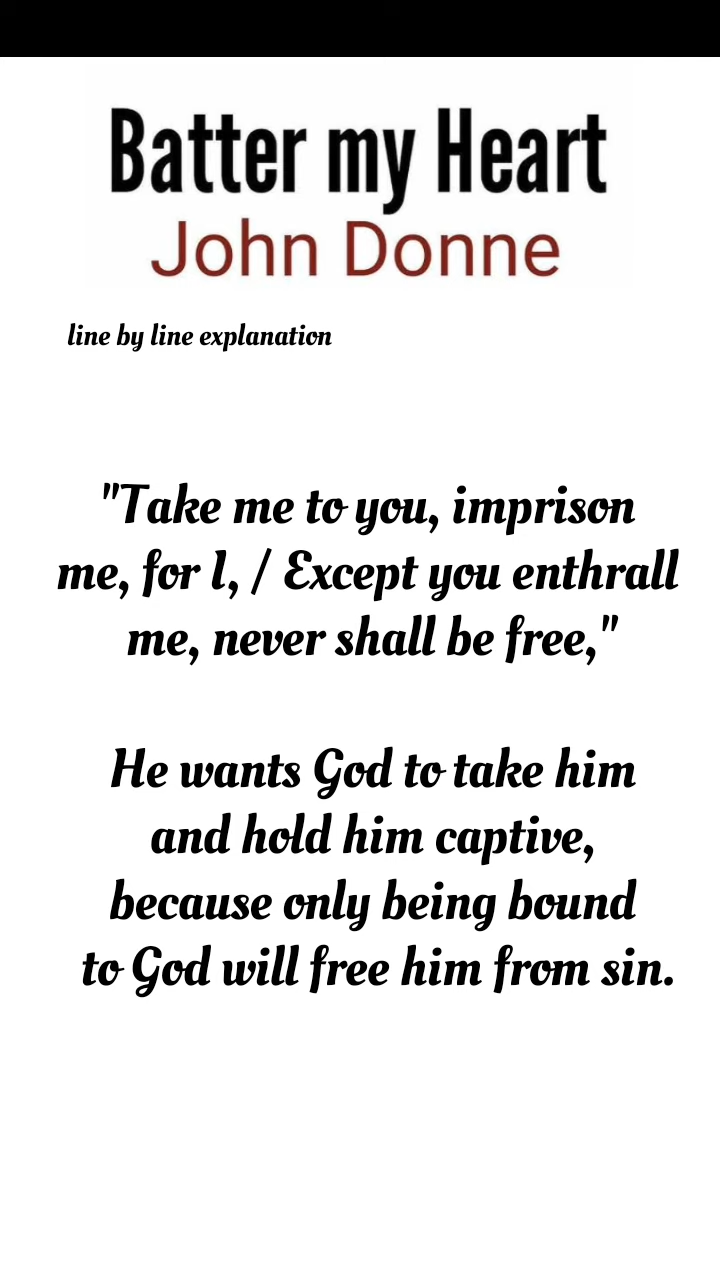 Batter my Heart
John Donne
line by line explanation
"Take me to you, imprison
me, for I, / Except you enthrall
me, never shall be free,"
He wants God to take him
and hold him captive,
because only being bound
to God will free him from sin.